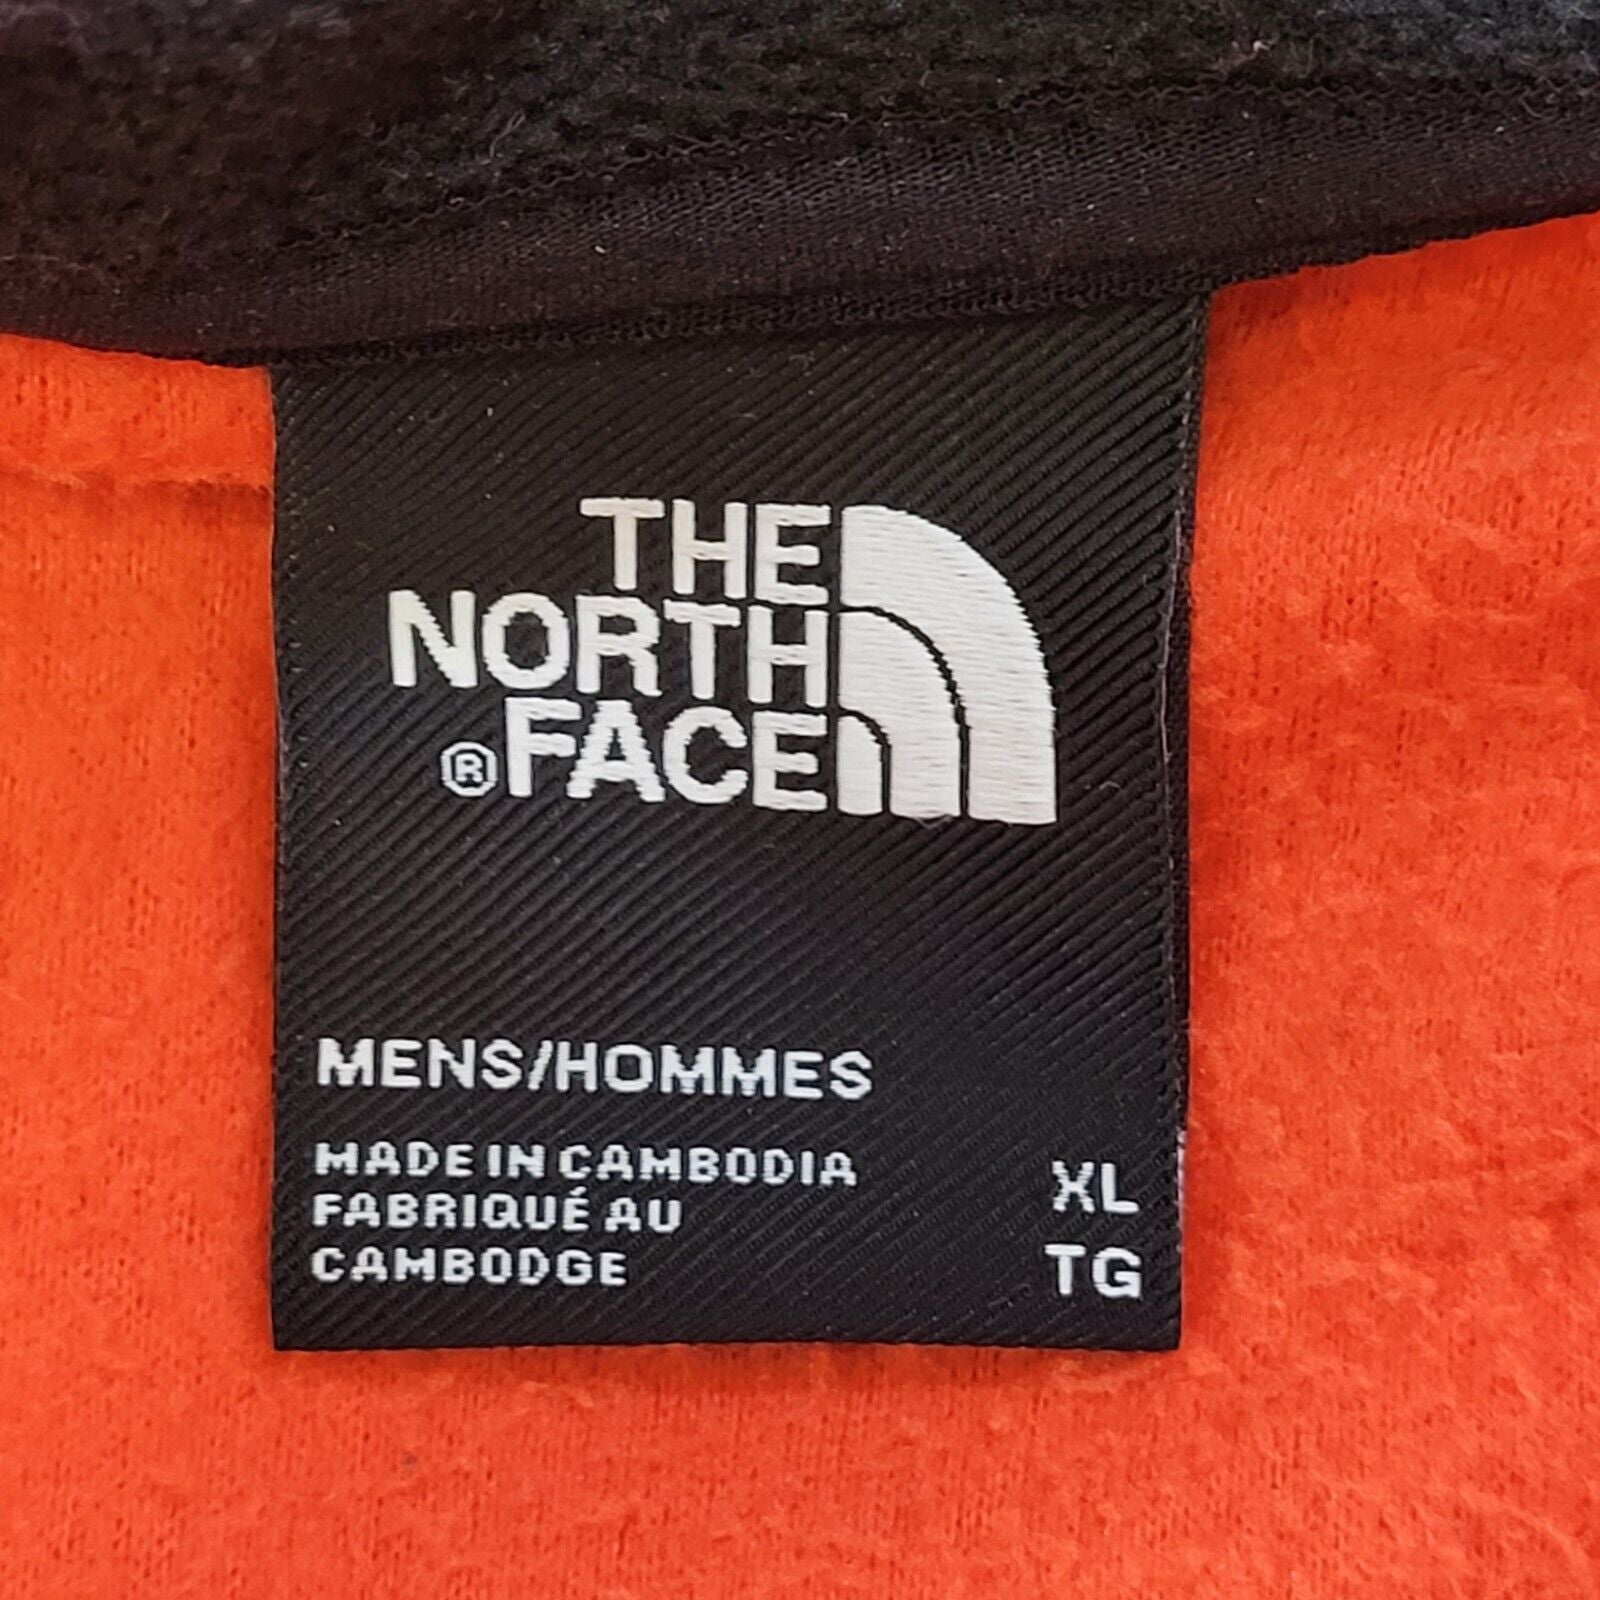 THE
NORTH
®FACE
MENS/HOMMES
MADE IN CAMBODIA
FABRIQUÉ AU
CAMBODGE
XL
TG